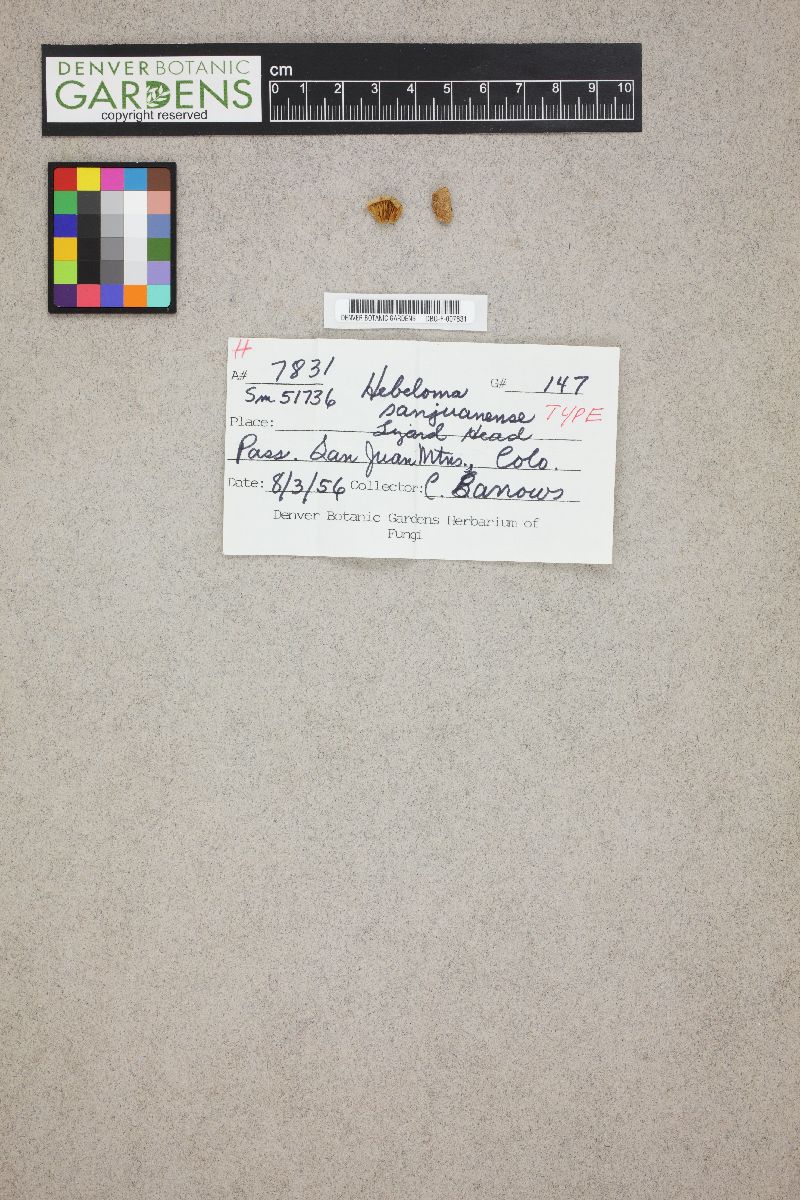 DENVER BOTANIC
GARDENS
copyright reserved
cm
0 1 2 3 4 5 6 7 8 9 10
DENVER BOTANIC GARDENS DBG-F-007831
H
A# 7831 G# 147
Sm 51736 Hebeloma
sanjuanense TYPE
Place: Lizard Head
Pass. San Juan Mtns., Colo.
Date: 8/3/56 Collector: C. Barrows
Denver Botanic Gardens Herbarium of
Fungi